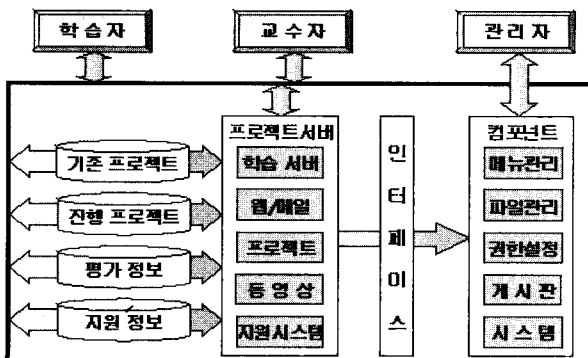 학 습 자
교 수 자
관 리 자
기존 프로젝트
진행 프로젝트
평가 정보
지원 정보
프로젝트서버
학습 서버
웹/메일
프로젝트
동 영 상
지원시스템
인
터
페
이
스
컴포넌트
메뉴관리
파일관리
권한설정
게 시 판
시 스 템